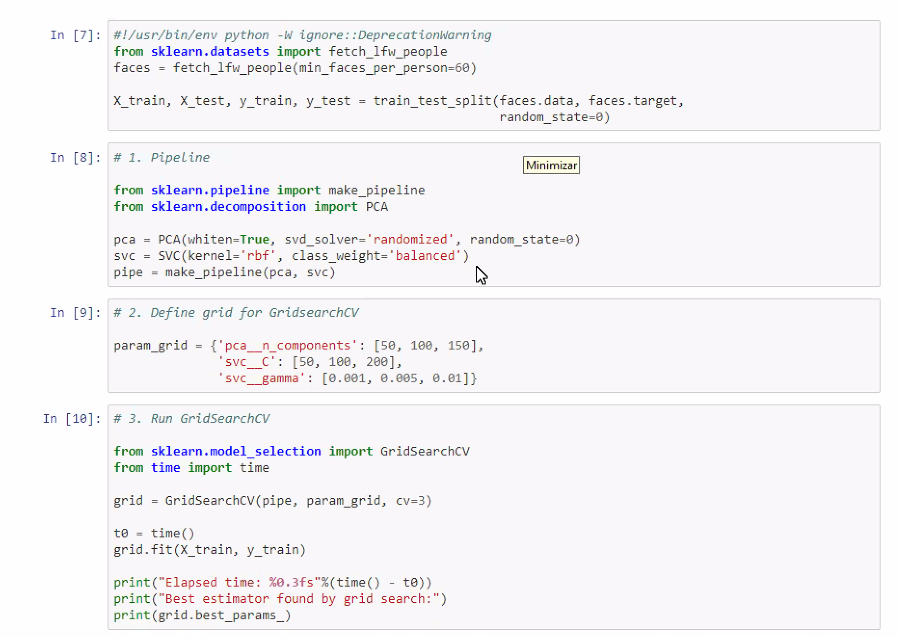 In [7]: #!/usr/bin/env python -W ignore::DeprecationWarning
from sklearn.datasets import fetch_lfw_people
faces = fetch_lfw_people(min_faces_per_person=60)
X_train, X_test, y_train, y_test = train_test_split(faces.data, faces.target,
random_state=0)
In [8]: # 1. Pipeline
Minimizar
from sklearn.pipeline import make_pipeline
from sklearn.decomposition import PCA
pca = PCA(whiten=True, svd_solver='randomized', random_state=0)
svc = SVC(kernel='rbf', class_weight='balanced')
pipe = make_pipeline(pca, svc)
In [9]: # 2. Define grid for GridsearchCV
param_grid = {'pca__n_components': [50, 100, 150],
'svc__C': [50, 100, 200],
'svc__gamma': [0.001, 0.005, 0.01]}
In [10]: # 3. Run GridSearchCV
from sklearn.model_selection import GridSearchCV
from time import time
grid = GridSearchCV(pipe, param_grid, cv=3)
t0 = time()
grid.fit(X_train, y_train)
print("Elapsed time: %0.3fs"%(time() - t0))
print("Best estimator found by grid search:")
print(grid.best_params_)